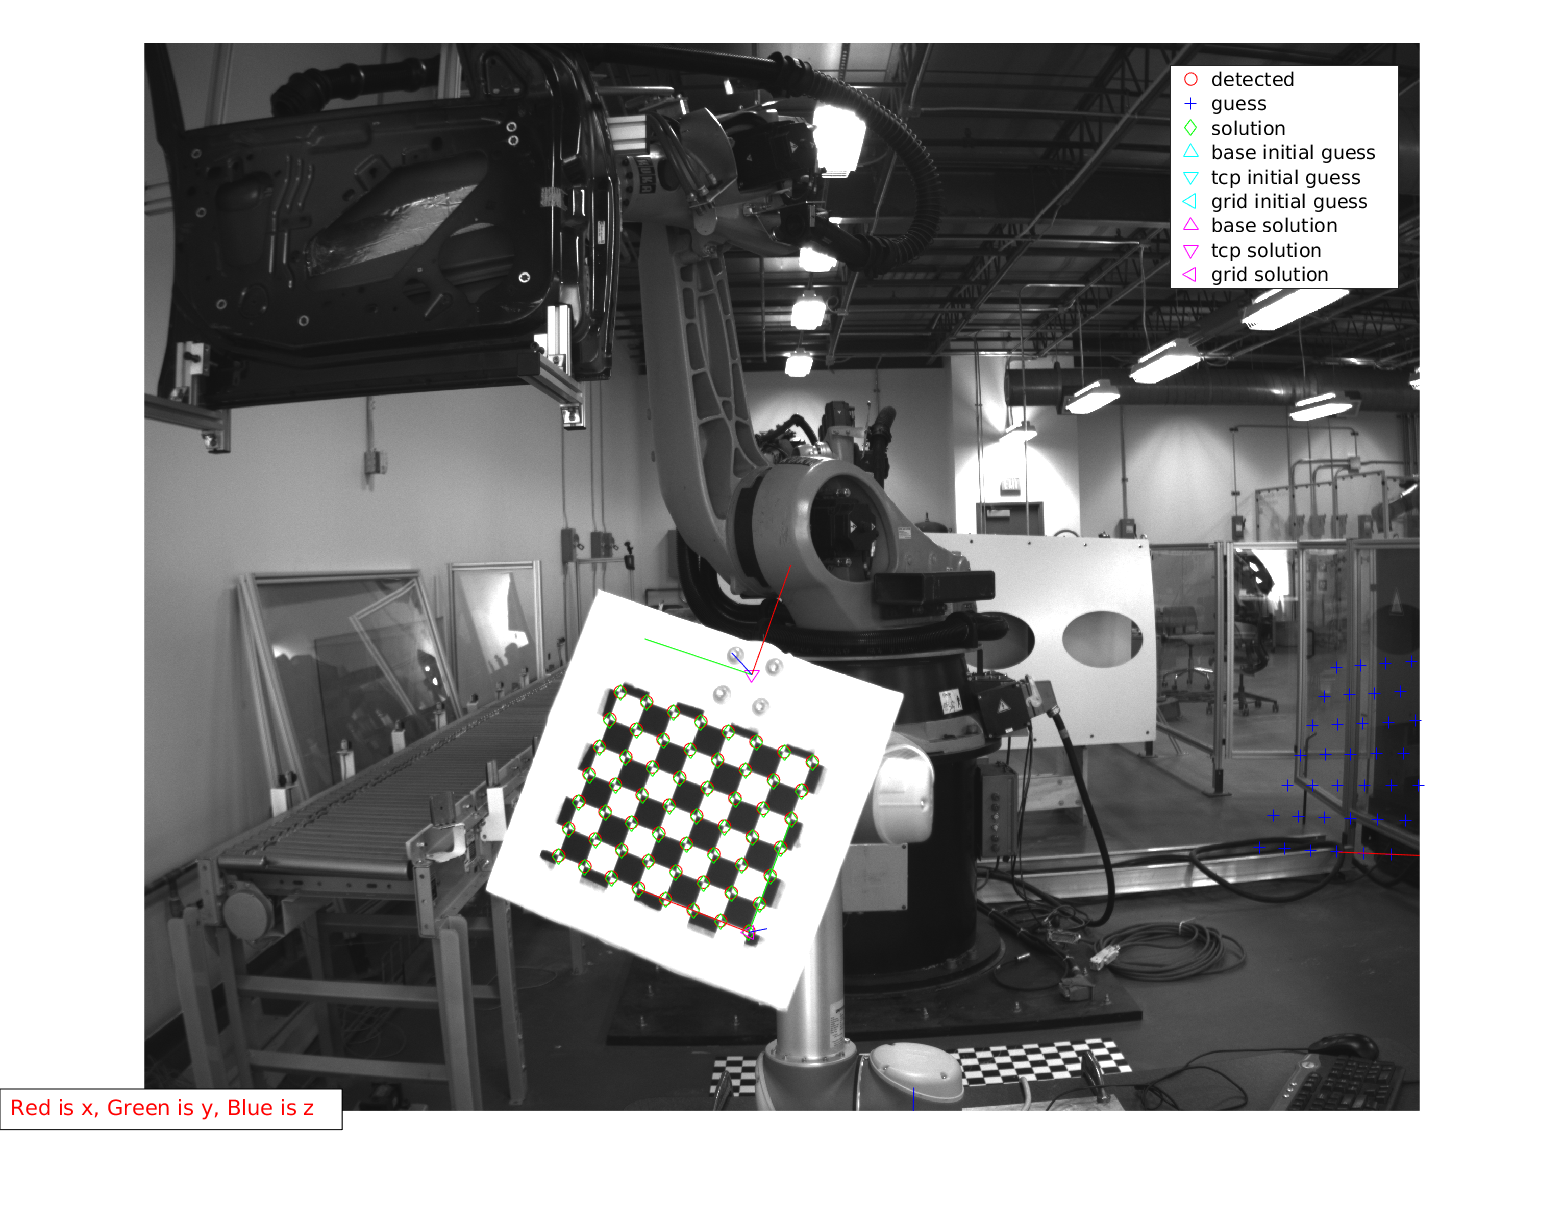 detected
guess
solution
base initial guess
tcp initial guess
grid initial guess
base solution
tcp solution
grid solution
Red is x, Green is y, Blue is z